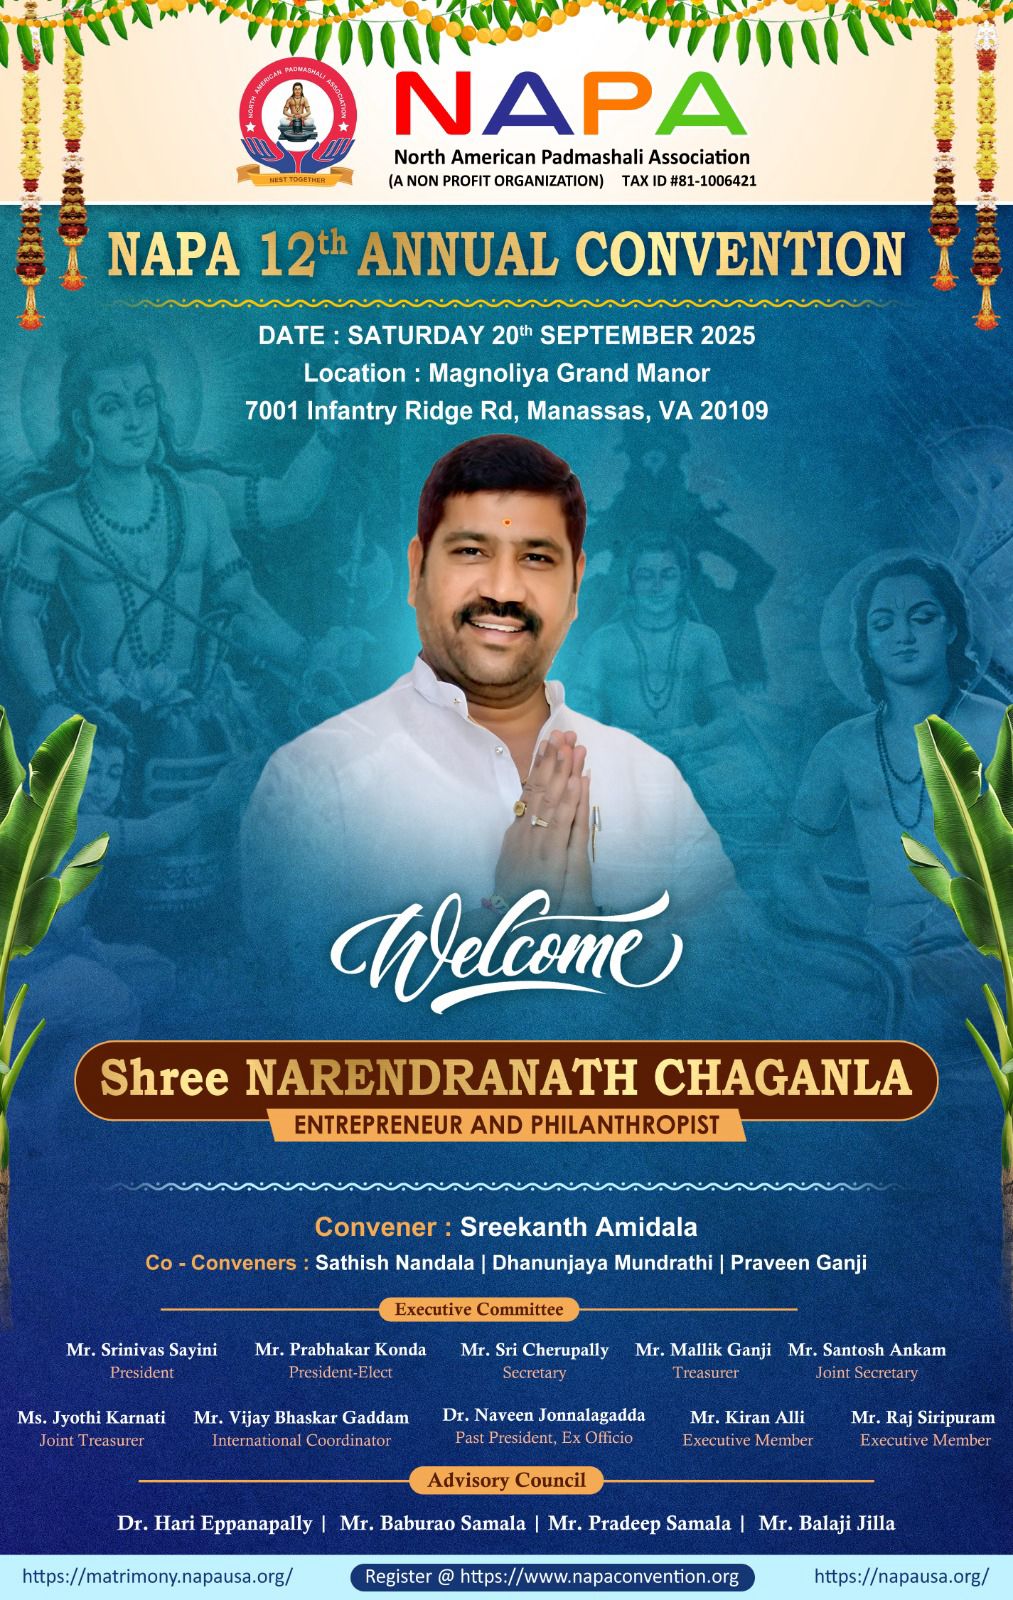 NORTH AMERICAN PADMASHALI ASSOCIATION
NEST TOGETHER
NAPA
North American Padmashali Association
(A NON PROFIT ORGANIZATION) TAX ID #81-1006421
NAPA 12th ANNUAL CONVENTION
DATE : SATURDAY 20th SEPTEMBER 2025
Location : Magnoliya Grand Manor
7001 Infantry Ridge Rd, Manassas, VA 20109
Welcome
Shree NARENDRANATH CHAGANLA
ENTREPRENEUR AND PHILANTHROPIST
Convener : Sreekanth Amidala
Co - Conveners : Sathish Nandala | Dhanunjaya Mundrathi | Praveen Ganji
Executive Committee
Mr. Srinivas Sayini Mr. Prabhakar Konda Mr. Sri Cherupally Mr. Mallik Ganji Mr. Santosh Ankam
President President-Elect Secretary Treasurer Joint Secretary
Ms. Jyothi Karnati Mr. Vijay Bhaskar Gaddam Dr. Naveen Jonnalagadda Mr. Kiran Alli Mr. Raj Siripuram
Joint Treasurer International Coordinator Past President, Ex Officio Executive Member Executive Member
Advisory Council
Dr. Hari Eppanapally | Mr. Baburao Samala | Mr. Pradeep Samala | Mr. Balaji Jilla
https://matrimony.napausa.org/ Register @ https://www.napaconvention.org https://napausa.org/